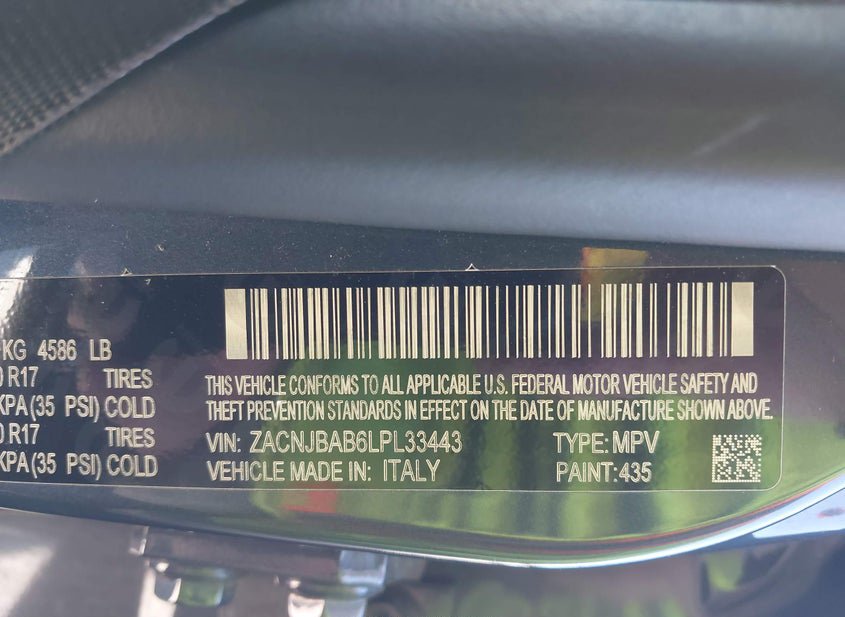 KG 4586 LB
R17 TIRES
KPA(35 PSI) COLD
R17 TIRES
KPA(35 PSI) COLD
THIS VEHICLE CONFORMS TO ALL APPLICABLE U.S. FEDERAL MOTOR VEHICLE SAFETY AND
THEFT PREVENTION STANDARDS IN EFFECT ON THE DATE OF MANUFACTURE SHOWN ABOVE.
VIN: ZACNJBAB6LPL33443 TYPE: MPV
VEHICLE MADE IN: ITALY PAINT:435